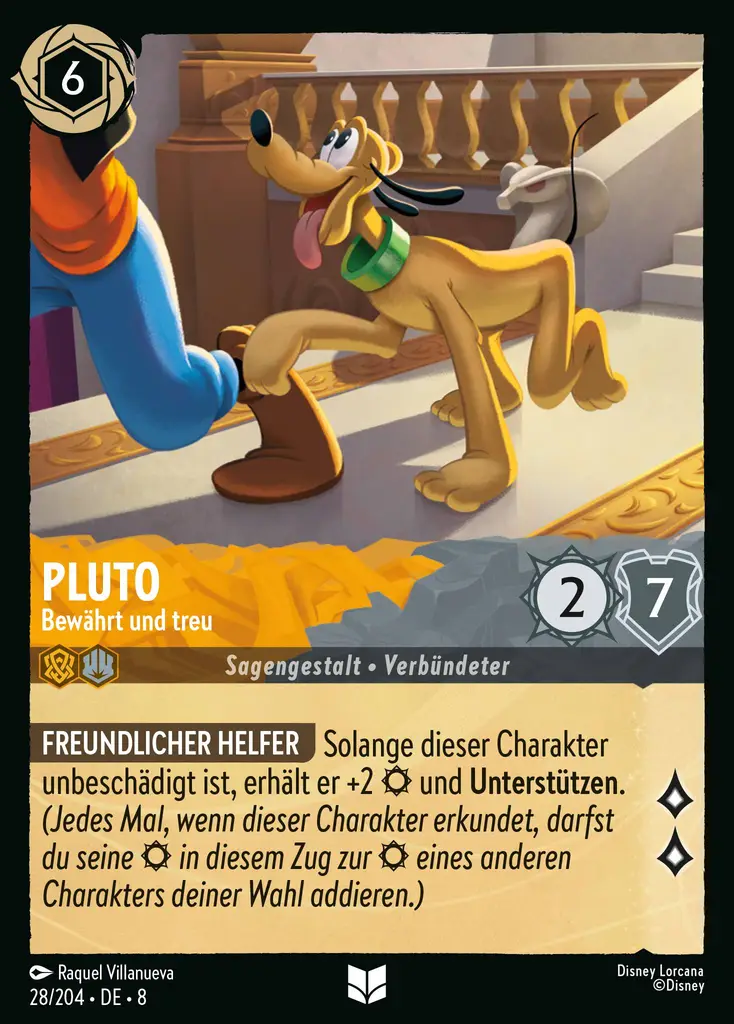 6
PLUTO
Bewährt und treu
2
7
Sagengestalt • Verbündeter
FREUNDLICHER HELFER Solange dieser Charakter
unbeschädigt ist, erhält er +2 und Unterstützen.
(Jedes Mal, wenn dieser Charakter erkundet, darfst
du seine in diesem Zug zur eines anderen
Charakters deiner Wahl addieren.)
Raquel Villanueva
28/204 • DE • 8
Disney Lorcana
©Disney